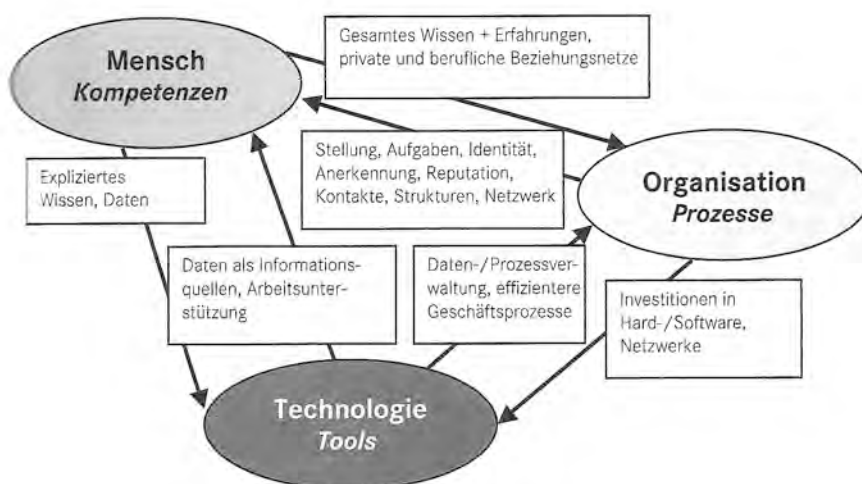 Mensch
Kompetenzen
Gesamtes Wissen + Erfahrungen,
private und berufliche Beziehungsnetze
Stellung, Aufgaben, Identität,
Anerkennung, Reputation,
Kontakte, Strukturen, Netzwerk
Organisation
Prozesse
Expliziertes
Wissen, Daten
Daten als Informations-
quellen, Arbeitsunter-
stützung
Daten-/Prozessver-
waltung, effizientere
Geschäftsprozesse
Investitionen in
Hard-/Software,
Netzwerke
Technologie
Tools